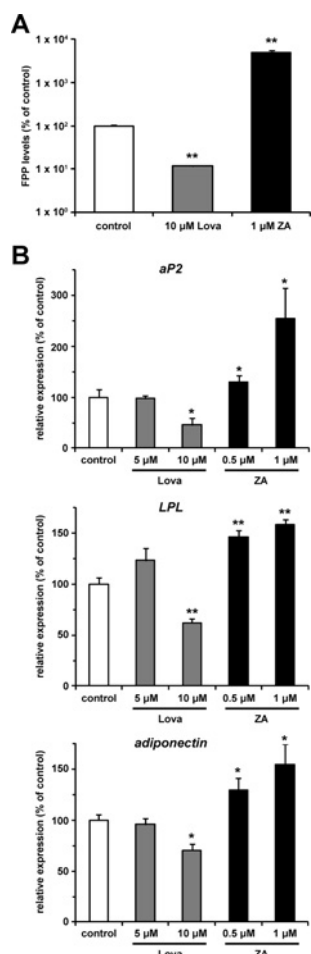 A
FPP levels (% of control)
1 x 10⁴
1 x 10³
1 x 10²
1 x 10¹
1 x 10⁰
**
**
control 10 µM Lova 1 µM ZA
B
aP2
relative expression (% of control)
300
200
100
0
*
*
*
control 5 µM 10 µM 0.5 µM 1 µM
Lova ZA
LPL
relative expression (% of control)
150
100
50
0
**
**
**
control 5 µM 10 µM 0.5 µM 1 µM
Lova ZA
adiponectin
relative expression (% of control)
150
100
50
0
*
*
*
control 5 µM 10 µM 0.5 µM 1 µM
Lova ZA